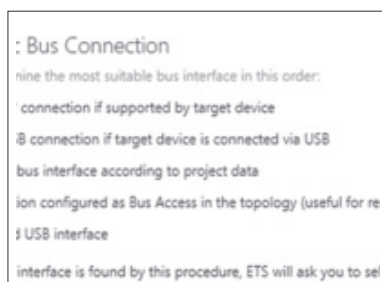 : Bus Connection
nine the most suitable bus interface in this order:
connection if supported by target device
B connection if target device is connected via USB
bus interface according to project data
ion configured as Bus Access in the topology (useful for re
d USB interface
interface is found by this procedure, ETS will ask you to sel